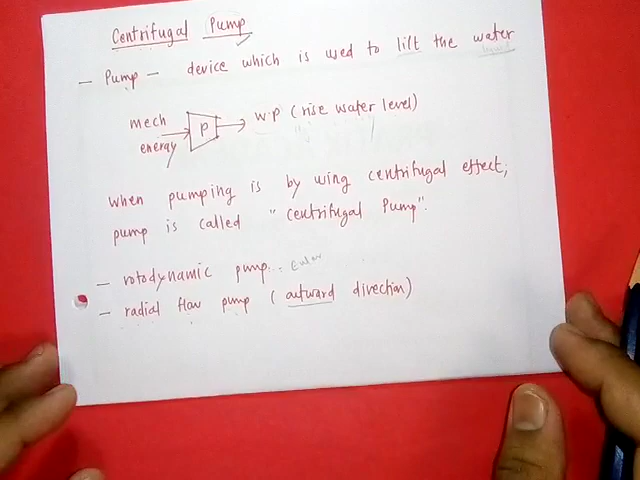 Centrifugal Pump
- Pump - device which is used to lift the water
liquid
mech
energy
P
W.P (rise water level)
when pumping is by wing centrifugal effect;
pump is called "Centrifugal Pump".
- rotodynamic pump.
- radial flow pump (outward direction)